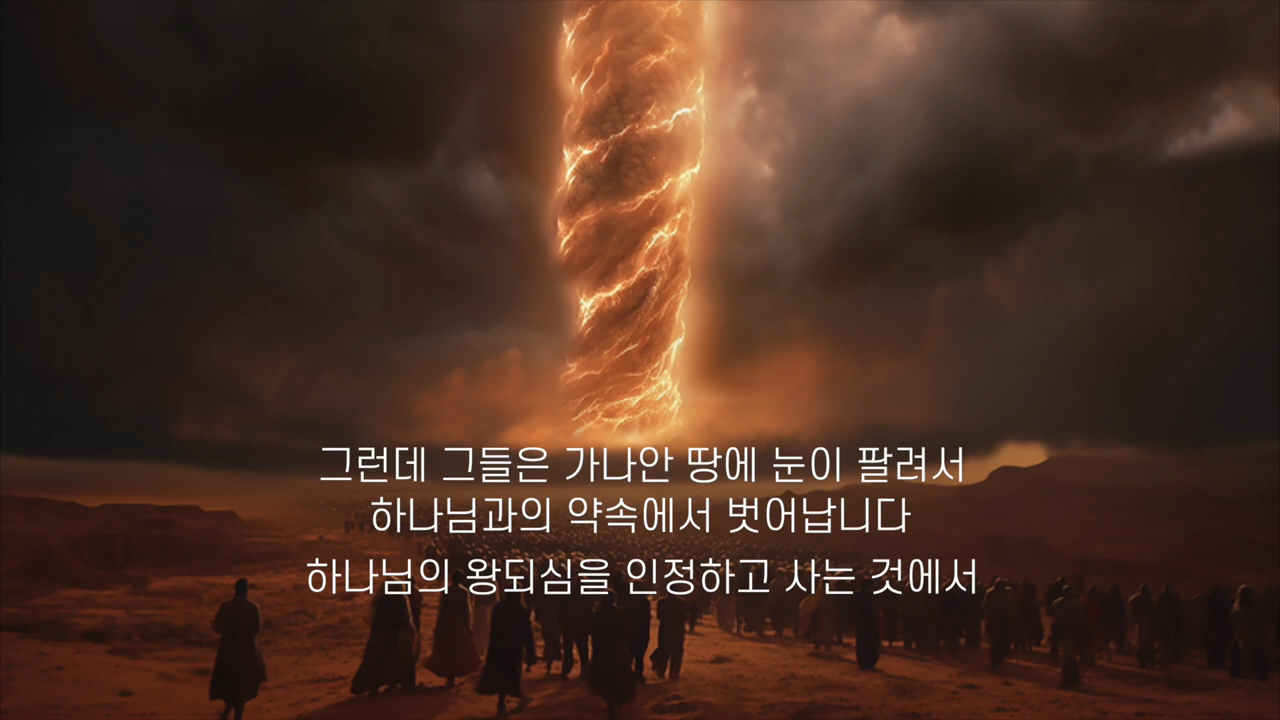 그런데 그들은 가나안 땅에 눈이 팔려서
하나님과의 약속에서 벗어납니다
하나님의 왕되심을 인정하고 사는 것에서